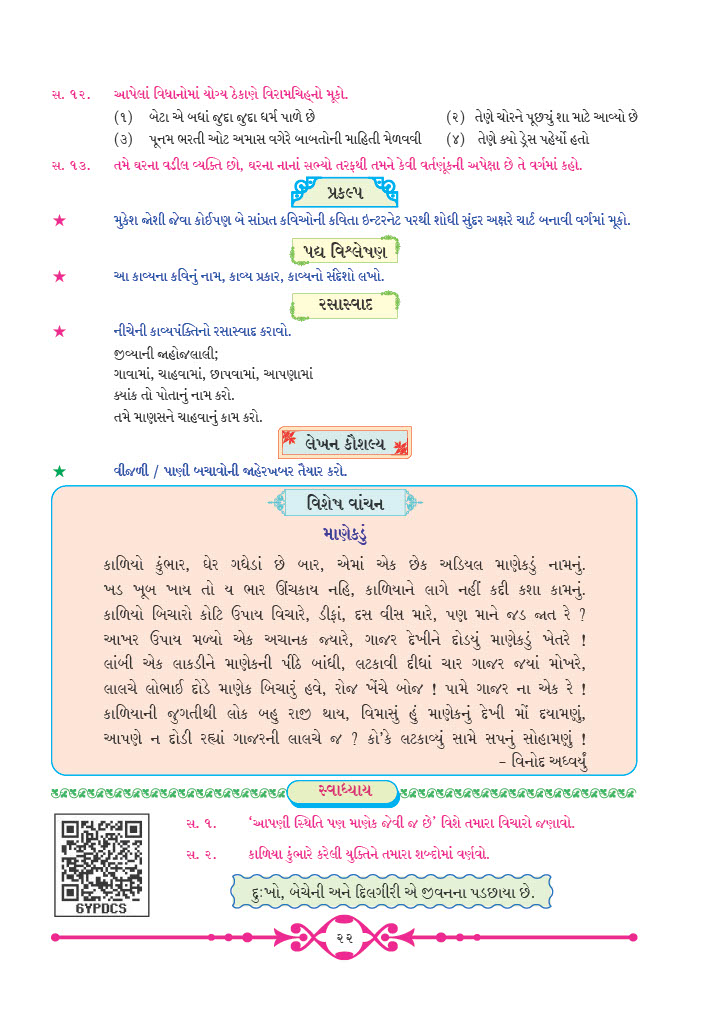 સ. ૧૨. આપેલાં વિધાનોમાં યોગ્ય ઠેકાણે વિરામચિહ્નો મૂકો.
(૧) બેટા એ બધાં જુદા જુદા ધર્મ પાળે છે (૨) તેણે ચોરને પૂછ્યું શા માટે આવ્યો છે
(૩) પૂનમ ભરતી ઓટ અમાસ વગેરે બાબતોની માહિતી મેળવવી (૪) તેણે ક્યો ડ્રેસ પહેર્યો હતો
સ. ૧૩. તમે ઘરના વડીલ વ્યક્તિ છો, ઘરના નાનાં સભ્યો તરફથી તમને કેવી વર્તણૂંકની અપેક્ષા છે તે વર્ગમાં કહો.
પ્રકલ્પ
★ મુકેશ જોશી જેવા કોઈપણ બે સાંપ્રત કવિઓની કવિતા ઇન્ટરનેટ પરથી શોધી સુંદર અક્ષરે ચાર્ટ બનાવી વર્ગમાં મૂકો.
પદ્ય વિશ્લેષણ
★ આ કાવ્યના કવિનું નામ, કાવ્ય પ્રકાર, કાવ્યનો સંદેશો લખો.
રસાસ્વાદ
★ નીચેની કાવ્યપંક્તિનો રસાસ્વાદ કરાવો.
જીવ્યાની જાહોજલાલી;
ગાવામાં, ચાહવામાં, છાપવામાં, આપણામાં
ક્યાંક તો પોતાનું નામ કરો.
તમે માણસને ચાહવાનું કામ કરો.
લેખન કૌશલ્ય
★ વીજળી / પાણી બચાવોની જાહેરખબર તૈયાર કરો.
વિશેષ વાંચન
માણેકડું
કાળિયો કુંભાર, ઘેર ગધેડાં છે બાર, એમાં એક છેક અડિયલ માણેકડું નામનું.
ખડ ખૂબ ખાય તો ય ભાર ઊંચકાય નહિ, કાળિયાને લાગે નહીં કદી કશા કામનું.
કાળિયો બિચારો કોટિ ઉપાય વિચારે, ડીફાં, દસ વીસ મારે, પણ માને જડ જાત રે ?
આખર ઉપાય મળ્યો એક અચાનક જ્યારે, ગાજર દેખીને દોડયું માણેકડું ખેતરે !
લાંબી એક લાકડીને માણેકની પીઠે બાંધી, લટકાવી દીધાં ચાર ગાજર જયાં મોખરે,
લાલચે લોભાઈ દોડે માણેક બિચારું હવે, રોજ ખેંચે બોજ ! પામે ગાજર ના એક રે !
કાળિયાની જુગતીથી લોક બહુ રાજી થાય, વિમાસું હું માણેકનું દેખી મોં દયામણું,
આપણે ન દોડી રહ્યાં ગાજરની લાલચે જ ? કો'કે લટકાવ્યું સામે સપનું સોહામણું !
– વિનોદ અધ્વર્યું
સ્વાધ્યાય
સ. ૧. ‘આપણી સ્થિતિ પણ માણેક જેવી જ છે’ વિશે તમારા વિચારો જણાવો.
સ. ૨. કાળિયા કુંભારે કરેલી યુક્તિને તમારા શબ્દોમાં વર્ણવો.
6YPDCS
દુઃખો, બેચેની અને દિલગીરી એ જીવનના પડછાયા છે.
૨૨